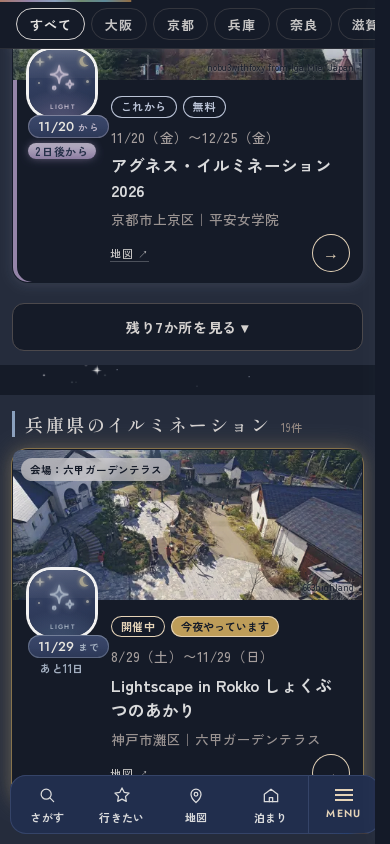 すべて
大阪
京都
兵庫
奈良
滋賀
LIGHT
11/20 から
2日後から
これから
無料
11/20（金）〜12/25（金）
アグネス・イルミネーション
2026
京都市上京区｜平安女学院
地図 ↗
→
残り7か所を見る ▾
兵庫県のイルミネーション 19件
会場：六甲ガーデンテラス
LIGHT
11/29 まで
あと11日
開催中
今夜やっています
8/29（土）〜11/29（日）
Lightscape in Rokko しょくぶ
つのあかり
神戸市灘区｜六甲ガーデンテラス
地図 ↗
さがす
行きたい
地図
泊まり
MENU